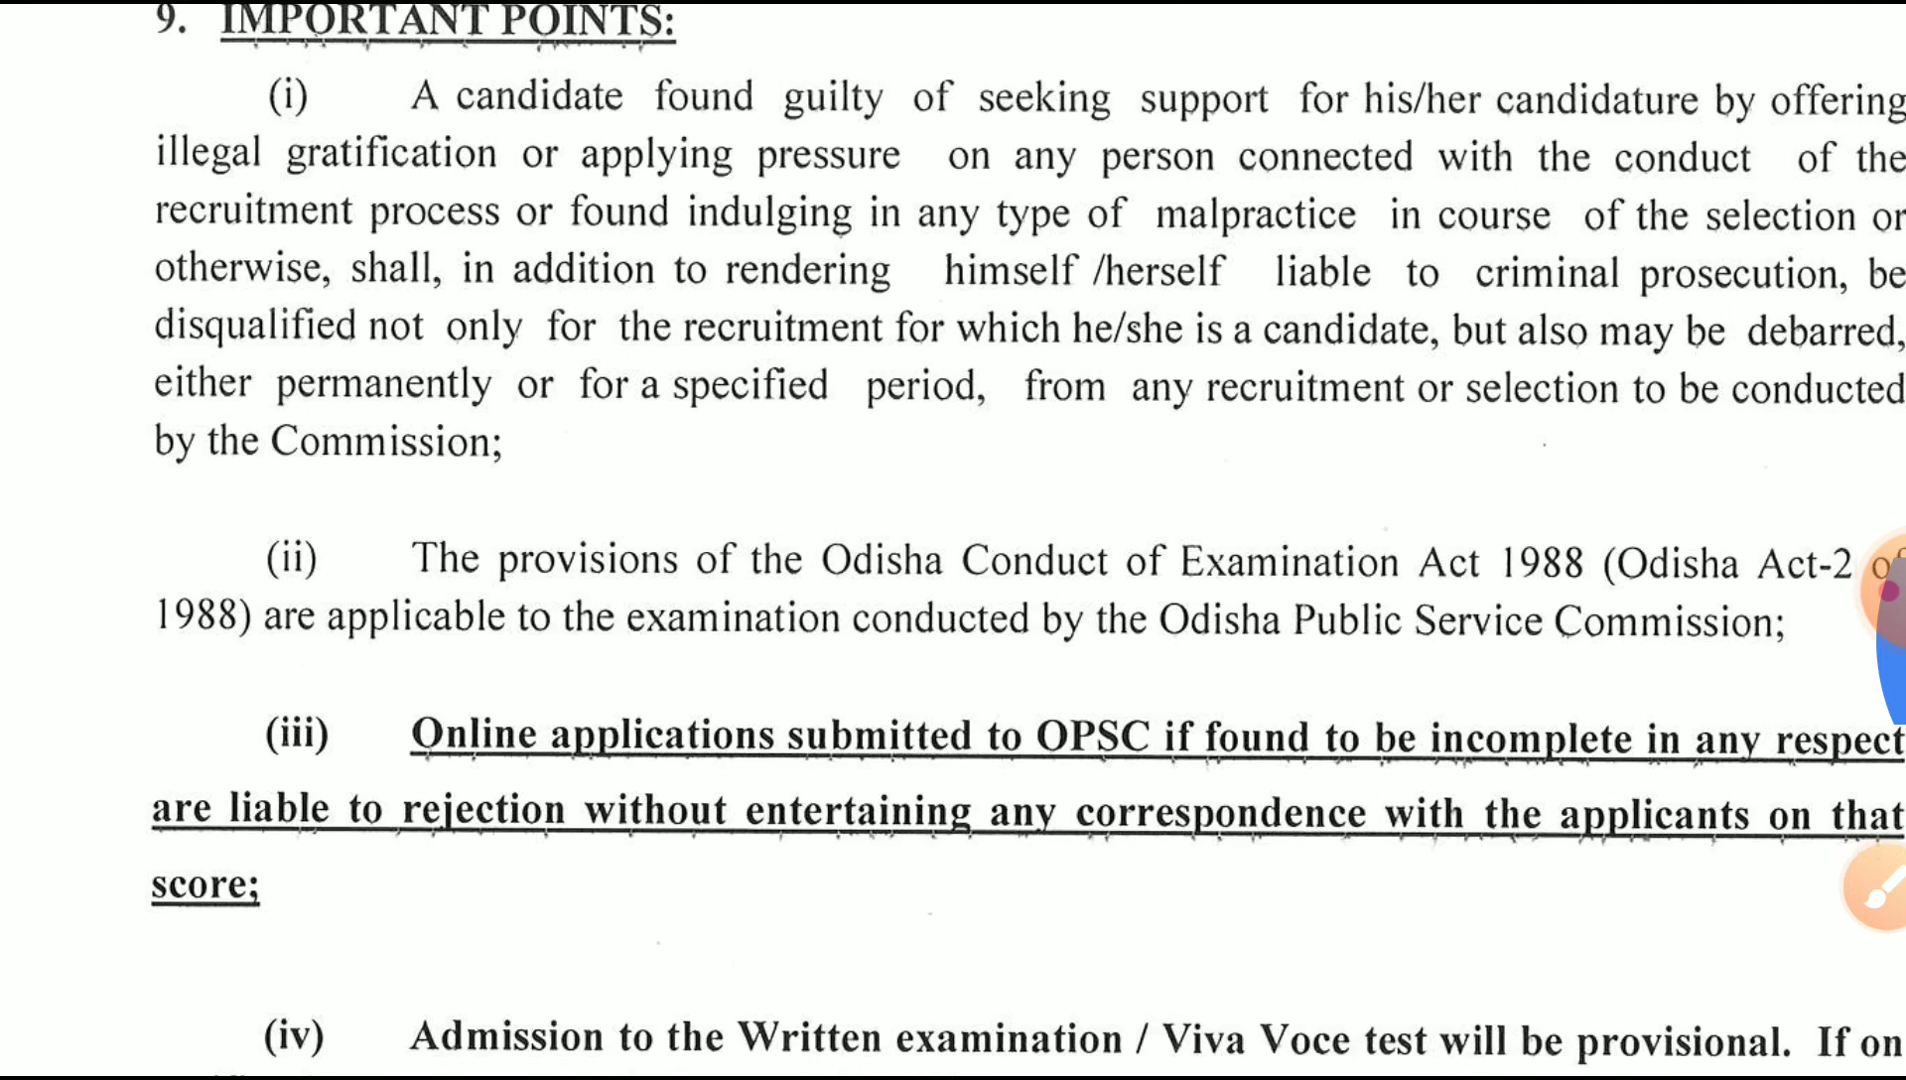 9. IMPORTANT POINTS:
(i) A candidate found guilty of seeking support for his/her candidature by offering
illegal gratification or applying pressure on any person connected with the conduct of the
recruitment process or found indulging in any type of malpractice in course of the selection or
otherwise, shall, in addition to rendering himself /herself liable to criminal prosecution, be
disqualified not only for the recruitment for which he/she is a candidate, but also may be debarred,
either permanently or for a specified period, from any recruitment or selection to be conducted
by the Commission;
(ii) The provisions of the Odisha Conduct of Examination Act 1988 (Odisha Act-2 of
1988) are applicable to the examination conducted by the Odisha Public Service Commission;
(iii) Online applications submitted to OPSC if found to be incomplete in any respect
are liable to rejection without entertaining any correspondence with the applicants on that
score;
(iv) Admission to the Written examination / Viva Voce test will be provisional. If on